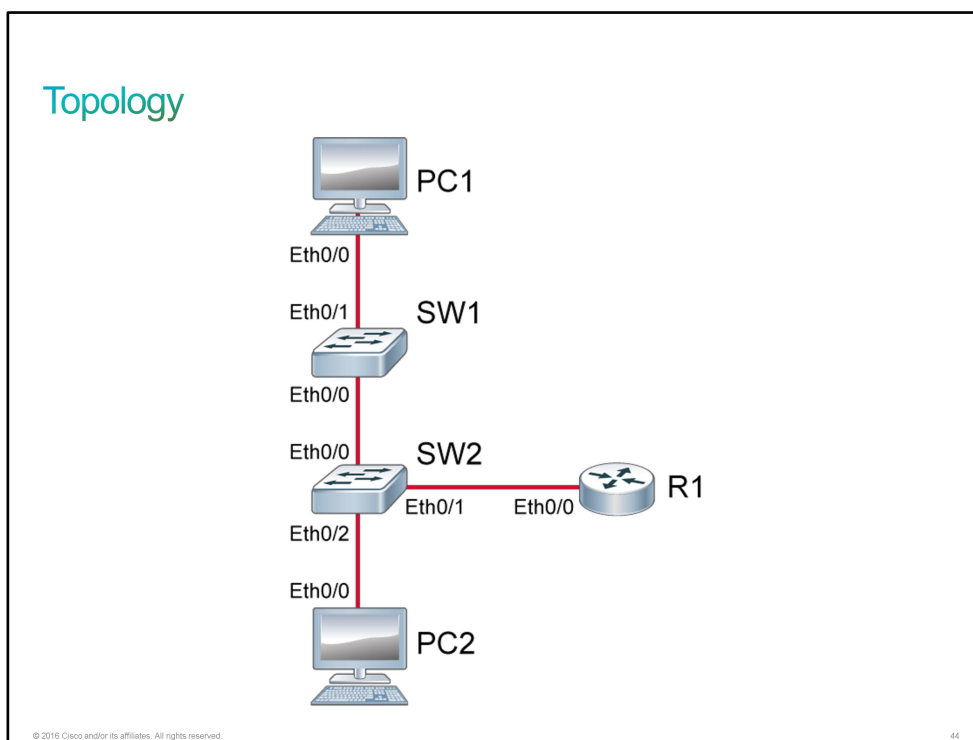 Topology
PC1
Eth0/0
Eth0/1
SW1
Eth0/0
Eth0/0
SW2
Eth0/1
Eth0/0
R1
Eth0/2
Eth0/0
PC2
© 2016 Cisco and/or its affiliates. All rights reserved.
44